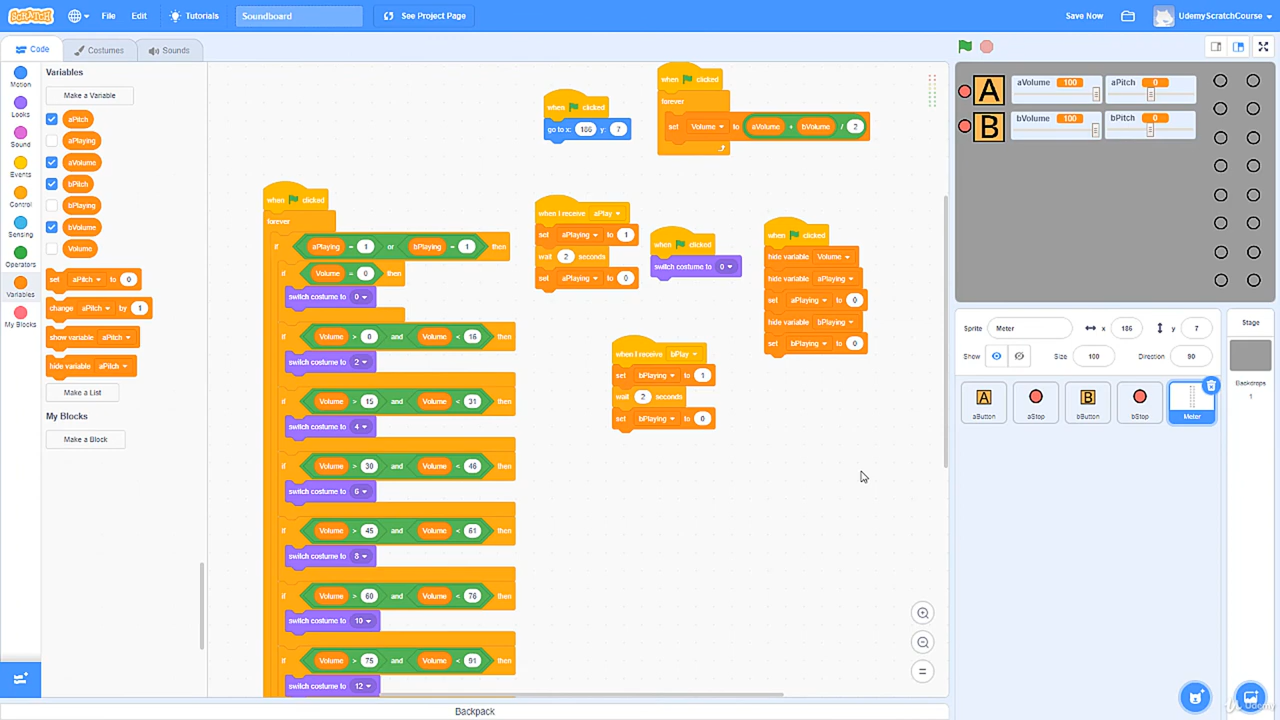 SCRATCH File Edit Tutorials Soundboard See Project Page Save Now UdemyScratchCourse
Code Costumes Sounds
Motion
Looks
Sound
Events
Control
Sensing
Operators
Variables
My Blocks
Variables
Make a Variable
aPitch
aPlaying
aVolume
bPitch
bPlaying
bVolume
Volume
set aPitch to 0
change aPitch by 1
show variable aPitch
hide variable aPitch
Make a List
My Blocks
Make a Block
when clicked
forever
if aPlaying = 1 or bPlaying = 1 then
if Volume = 0 then
switch costume to 0
if Volume > 0 and Volume < 16 then
switch costume to 2
if Volume > 15 and Volume < 31 then
switch costume to 4
if Volume > 30 and Volume < 46 then
switch costume to 6
if Volume > 45 and Volume < 61 then
switch costume to 8
if Volume > 60 and Volume < 76 then
switch costume to 10
if Volume > 75 and Volume < 91 then
switch costume to 12
when clicked
go to x: 186 y: 7
when clicked
forever
set Volume to aVolume + bVolume / 2
when I receive aPlay
set aPlaying to 1
wait 2 seconds
set aPlaying to 0
when clicked
switch costume to 0
when clicked
hide variable Volume
hide variable aPlaying
set aPlaying to 0
hide variable bPlaying
set bPlaying to 0
when I receive bPlay
set bPlaying to 1
wait 2 seconds
set bPlaying to 0
A aVolume 100 aPitch 0
B bVolume 100 bPitch 0
Sprite Meter x 186 y 7
Show Size 100 Direction 90
A
aButton
aStop
B
bButton
bStop
Meter
Stage
Backdrops
1
Backpack
Udemy